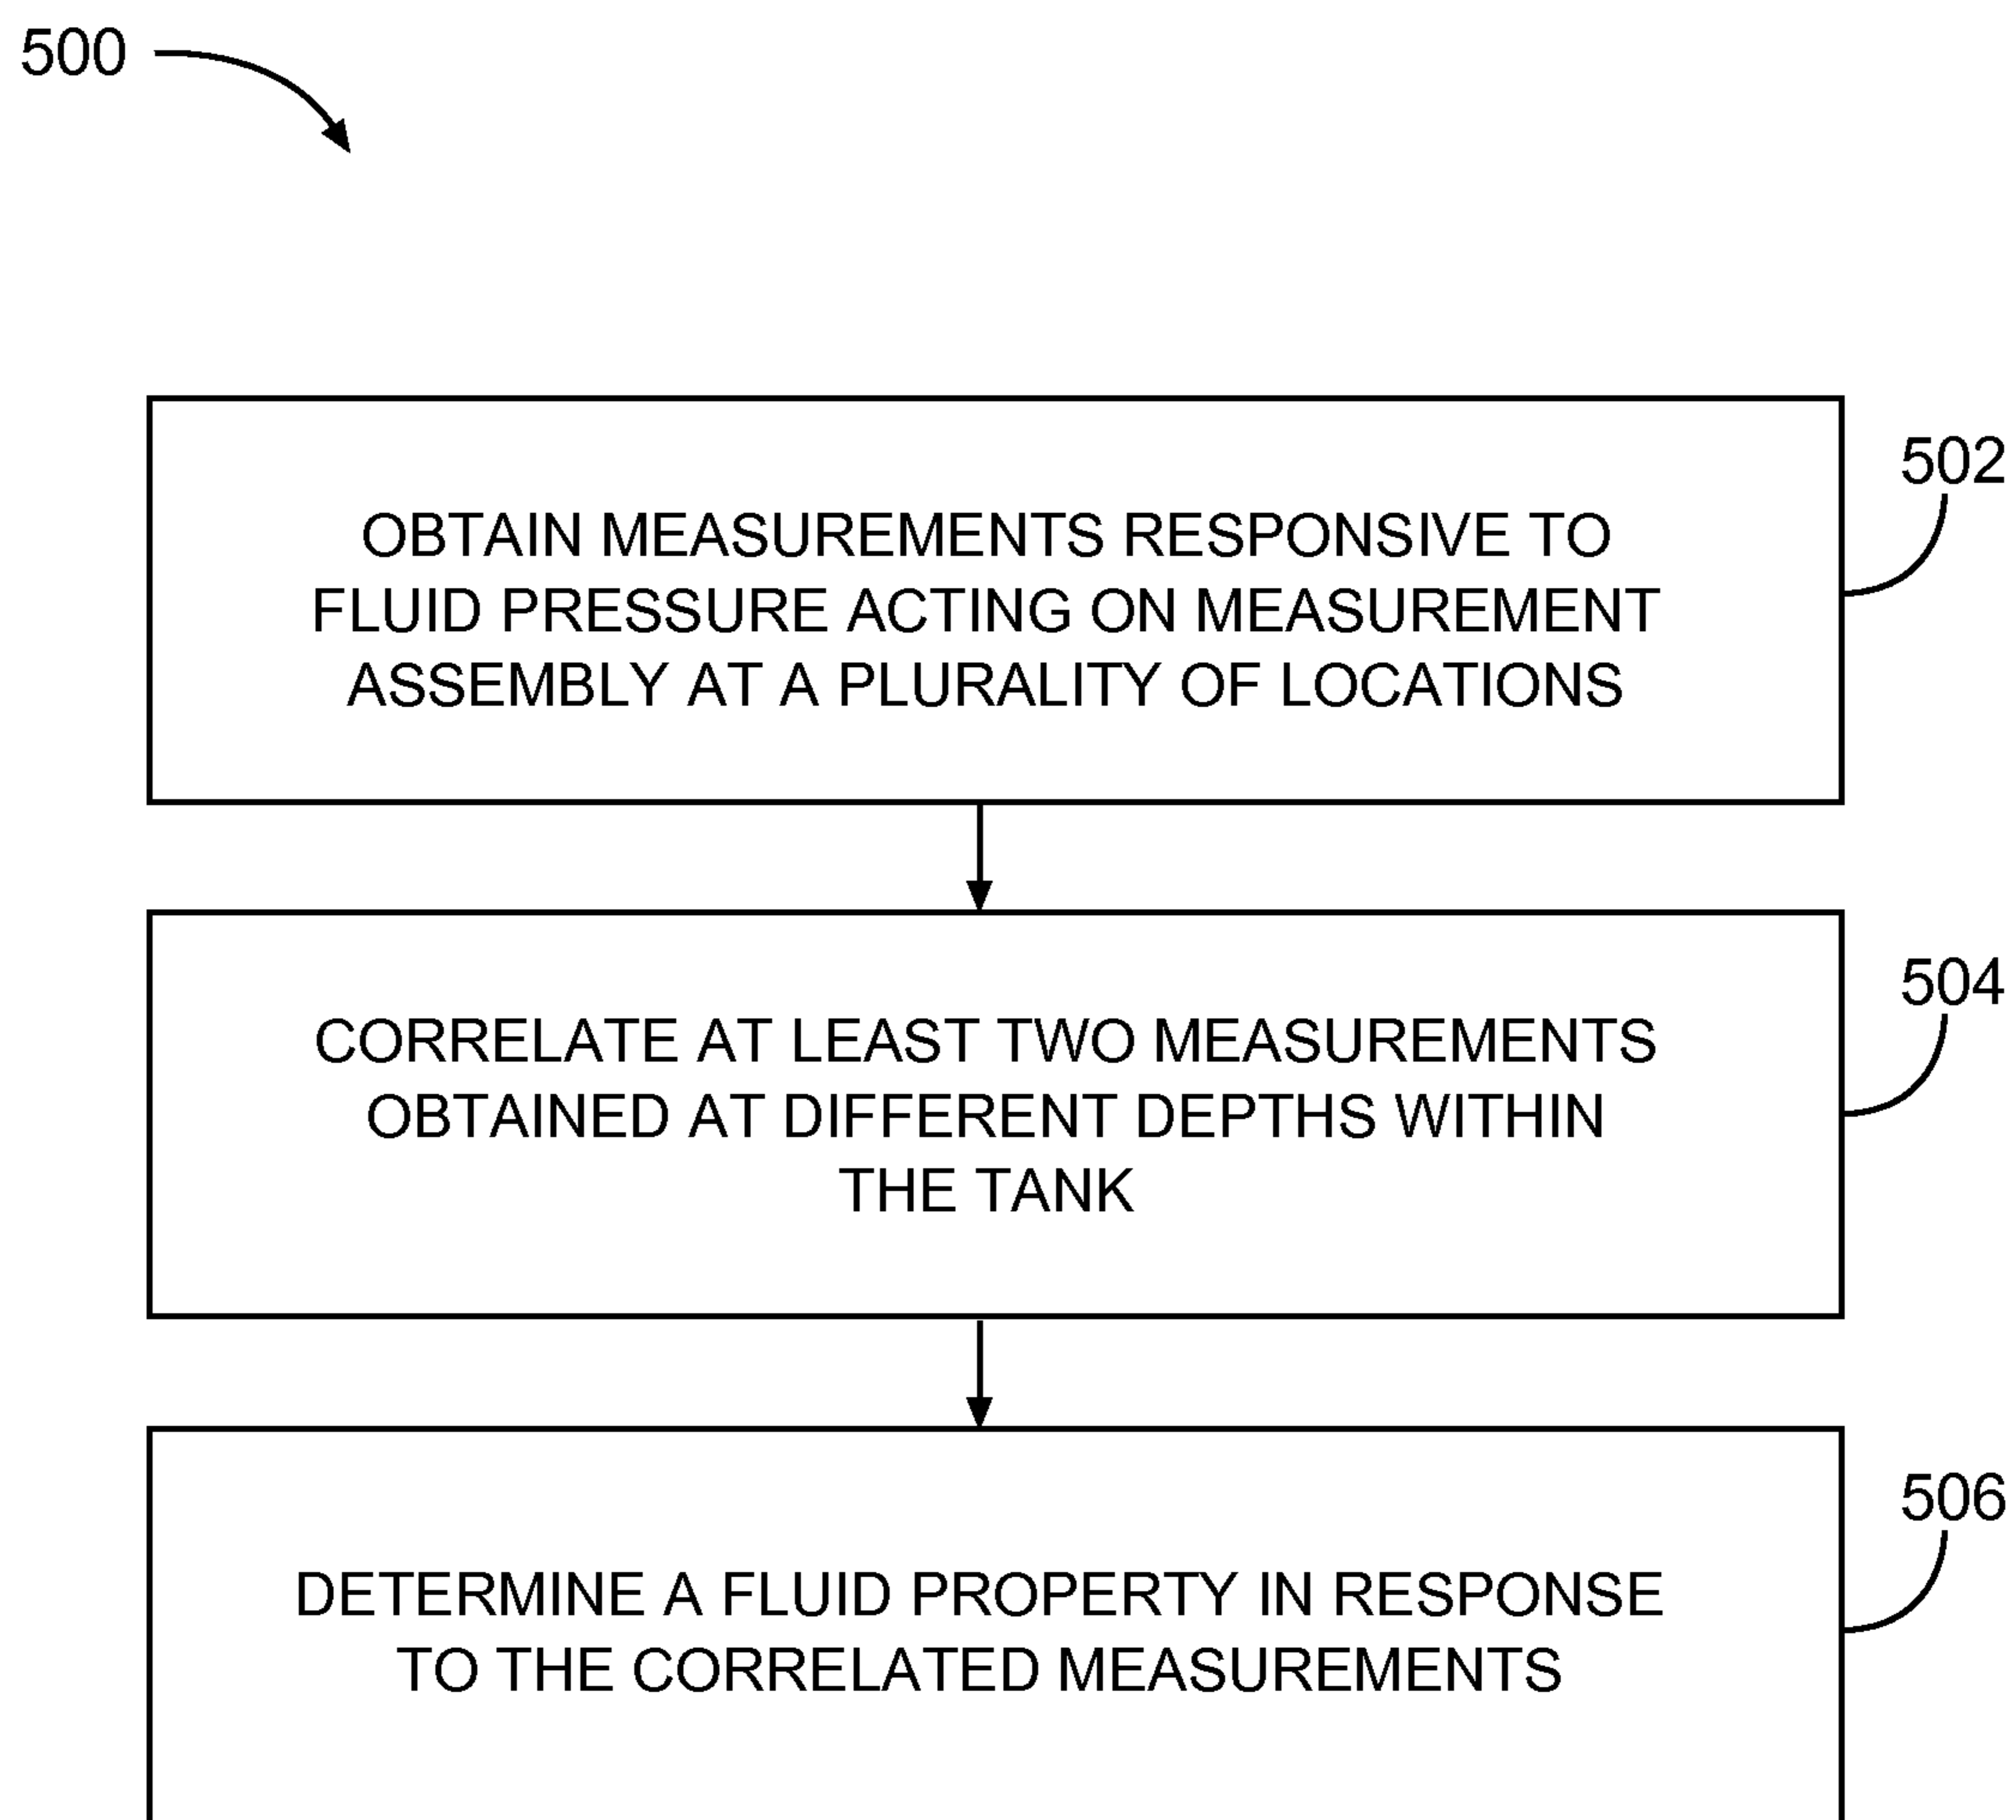 500
502
OBTAIN MEASUREMENTS RESPONSIVE TO
FLUID PRESSURE ACTING ON MEASUREMENT
ASSEMBLY AT A PLURALITY OF LOCATIONS
504
CORRELATE AT LEAST TWO MEASUREMENTS
OBTAINED AT DIFFERENT DEPTHS WITHIN
THE TANK
506
DETERMINE A FLUID PROPERTY IN RESPONSE
TO THE CORRELATED MEASUREMENTS